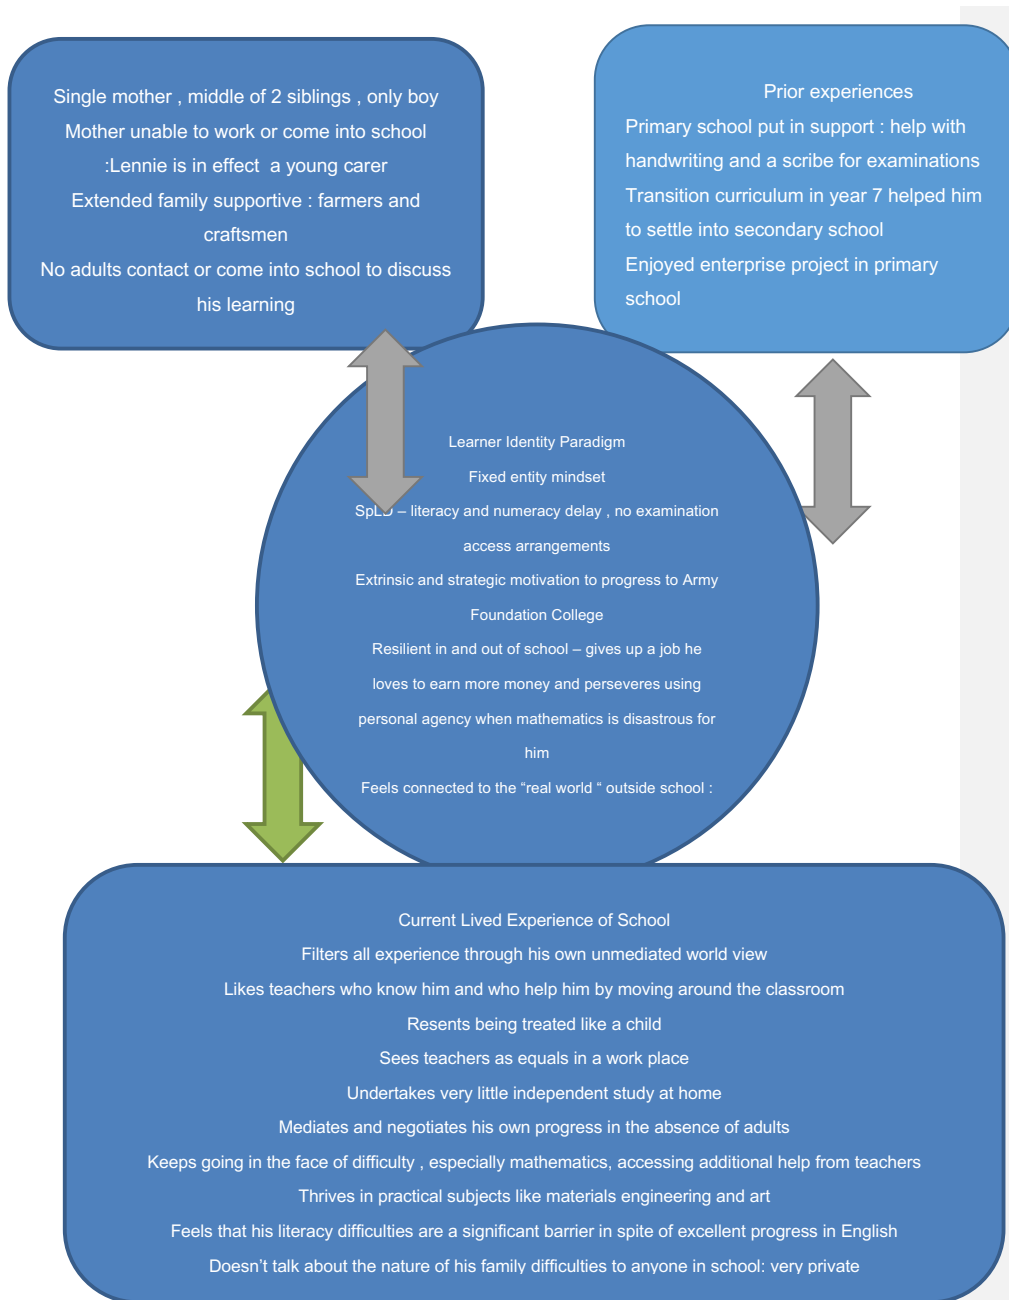 Single mother , middle of 2 siblings , only boy
Mother unable to work or come into school
:Lennie is in effect  a young carer
Extended family supportive : farmers and
craftsmen
No adults contact or come into school to discuss
his learning
Prior experiences
Primary school put in support : help with
handwriting and a scribe for examinations
Transition curriculum in year 7 helped him
to settle into secondary school
Enjoyed enterprise project in primary
school
Learner Identity Paradigm
Fixed entity mindset
SpLD – literacy and numeracy delay , no examination
access arrangements
Extrinsic and strategic motivation to progress to Army
Foundation College
Resilient in and out of school – gives up a job he
loves to earn more money and perseveres using
personal agency when mathematics is disastrous for
him
Feels connected to the “real world “ outside school :
Current Lived Experience of School
Filters all experience through his own unmediated world view
Likes teachers who know him and who help him by moving around the classroom
Resents being treated like a child
Sees teachers as equals in a work place
Undertakes very little independent study at home
Mediates and negotiates his own progress in the absence of adults
Keeps going in the face of difficulty , especially mathematics, accessing additional help from teachers
Thrives in practical subjects like materials engineering and art
Feels that his literacy difficulties are a significant barrier in spite of excellent progress in English
Doesn’t talk about the nature of his family difficulties to anyone in school: very private